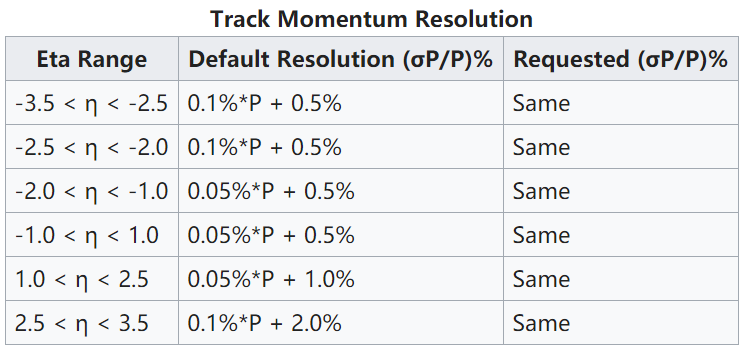 Track Momentum Resolution
Eta Range Default Resolution (σP/P)% Requested (σP/P)%
-3.5 < η < -2.5 0.1%*P + 0.5% Same
-2.5 < η < -2.0 0.1%*P + 0.5% Same
-2.0 < η < -1.0 0.05%*P + 0.5% Same
-1.0 < η < 1.0 0.05%*P + 0.5% Same
1.0 < η < 2.5 0.05%*P + 1.0% Same
2.5 < η < 3.5 0.1%*P + 2.0% Same